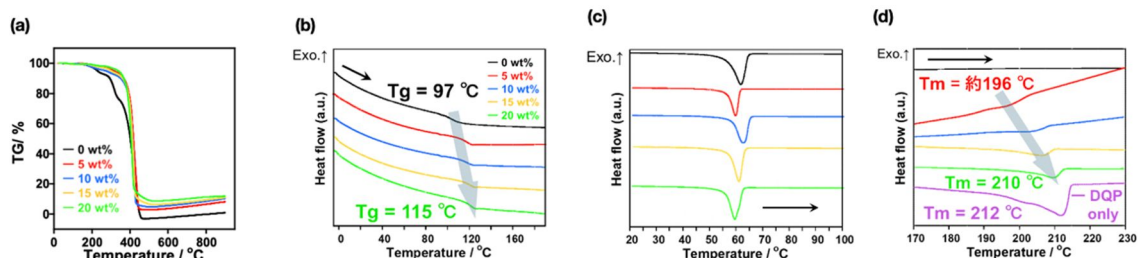 (a)
TG/ %
100
80
60
40
20
0
0 wt%
5 wt%
10 wt%
15 wt%
20 wt%
0 200 400 600 800
Temperature / °C
(b)
Exo.↑
Heat flow (a.u.)
Tg = 97 °C
0 wt%
5 wt%
10 wt%
15 wt%
20 wt%
Tg = 115 °C
0 40 80 120 160
Temperature / °C
(c)
Exo.↑
Heat flow (a.u.)
20 30 40 50 60 70 80 90 100
Temperature / °C
(d)
Exo.↑
Heat flow (a.u.)
Tm = 約196 °C
Tm = 210 °C
Tm = 212 °C
DQP
only
170 190 200 210 220 230
Temperature / °C